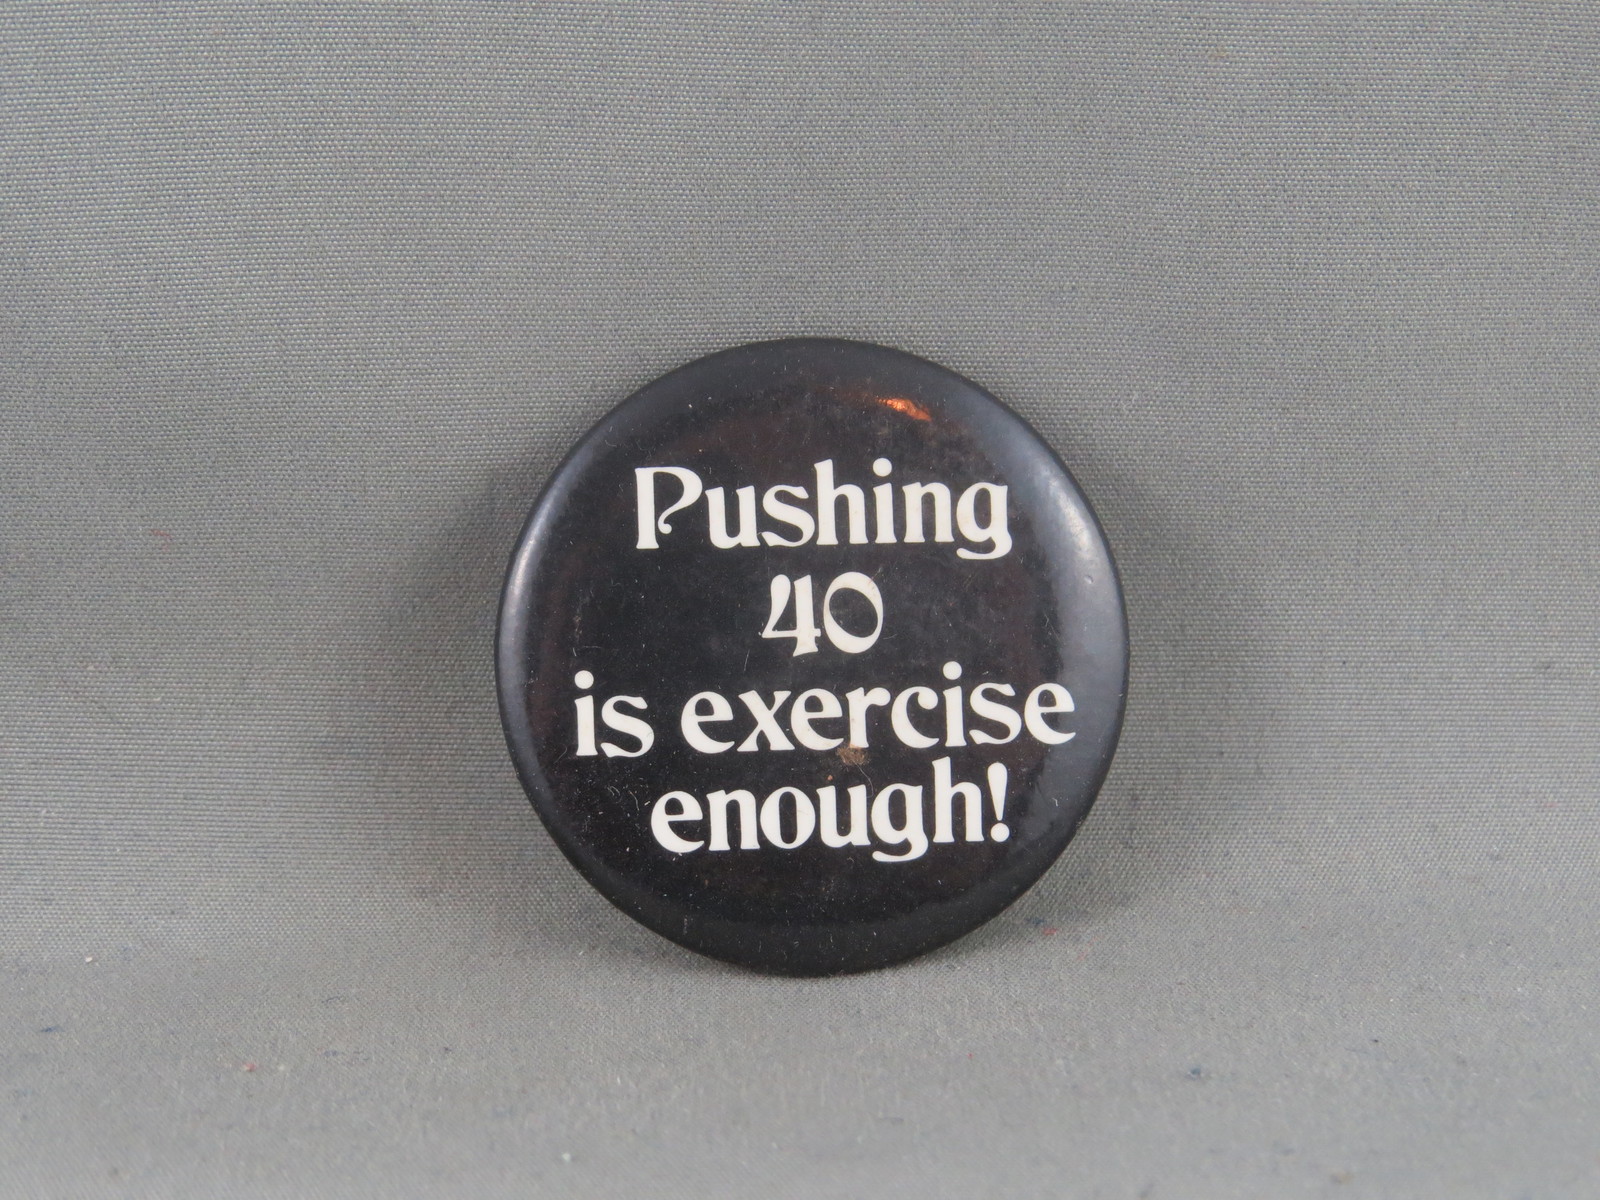 Pushing
40
is exercise
enough!